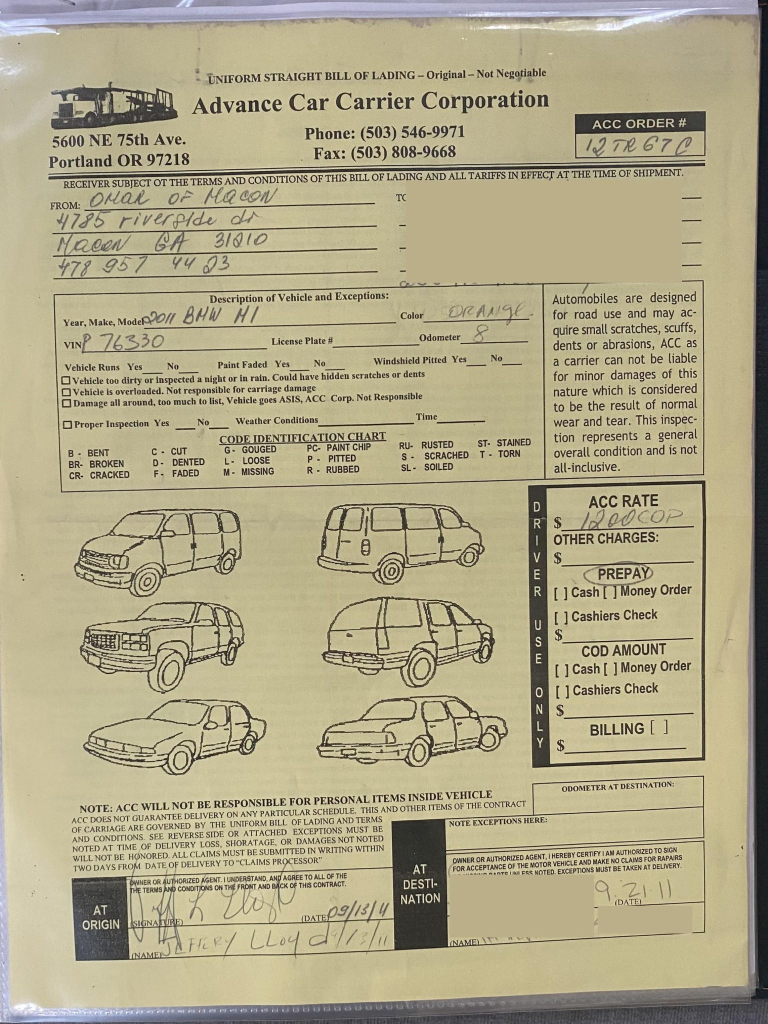 UNIFORM STRAIGHT BILL OF LADING – Original – Not Negotiable
Advance Car Carrier Corporation
5600 NE 75th Ave.
Portland OR 97218
Phone: (503) 546-9971
Fax: (503) 808-9668
ACC ORDER #
12TR67C
RECEIVER SUBJECT OT THE TERMS AND CONDITIONS OF THIS BILL OF LADING AND ALL TARIFFS IN EFFECT AT THE TIME OF SHIPMENT.
FROM: OMAR OF MACON
4785 riverside dr
MACON GA 31210
478 957 4423
TO
Description of Vehicle and Exceptions:
Year, Make, Model 2011 BMW M1 Color ORANGE
VIN P 76330 License Plate # Odometer 8
Vehicle Runs Yes No Paint Faded Yes No Windshield Pitted Yes No
Vehicle too dirty or inspected a night or in rain. Could have hidden scratches or dents
Vehicle is overloaded. Not responsible for carriage damage
Damage all around, too much to list, Vehicle goes ASIS, ACC Corp. Not Responsible
Proper Inspection Yes No Weather Conditions Time
CODE IDENTIFICATION CHART
B - BENT C - CUT G - GOUGED PC- PAINT CHIP RU- RUSTED ST- STAINED
BR- BROKEN D - DENTED L - LOOSE P - PITTED S - SCRACHED T - TORN
CR- CRACKED F - FADED M - MISSING R - RUBBED SL- SOILED
Automobiles are designed
for road use and may ac-
quire small scratches, scuffs,
dents or abrasions, ACC as
a carrier can not be liable
for minor damages of this
nature which is considered
to be the result of normal
wear and tear. This inspec-
tion represents a general
overall condition and is not
all-inclusive.
DRIVER USE ONLY
ACC RATE
$ 1200COP
OTHER CHARGES:
$
PREPAY
[ ] Cash [ ] Money Order
[ ] Cashiers Check
$
COD AMOUNT
[ ] Cash [ ] Money Order
[ ] Cashiers Check
$
BILLING [ ]
$
NOTE: ACC WILL NOT BE RESPONSIBLE FOR PERSONAL ITEMS INSIDE VEHICLE
ACC DOES NOT GUARANTEE DELIVERY ON ANY PARTICULAR SCHEDULE. THIS AND OTHER ITEMS OF THE CONTRACT
OF CARRIAGE ARE GOVERNED BY THE UNIFORM BILL OF LADING AND TERMS
AND CONDITIONS. SEE REVERSE SIDE OR ATTACHED EXCEPTIONS MUST BE
NOTED AT TIME OF DELIVERY LOSS, SHORATAGE, OR DAMAGES NOT NOTED
WILL NOT BE HONORED. ALL CLAIMS MUST BE SUBMITTED IN WRITING WITHIN
TWO DAYS FROM DATE OF DELIVERY TO "CLAIMS PROCESSOR"
ODOMETER AT DESTINATION:
NOTE EXCEPTIONS HERE:
AT ORIGIN
OWNER OR AUTHORIZED AGENT. I UNDERSTAND, AND AGREE TO ALL OF THE
THE TERMS AND CONDITIONS ON THE FRONT AND BACK OF THIS CONTRACT.
(SIGNATURE) (DATE) 09/13/11
(NAME) JEFFERY LLOYD 9/13/11
AT DESTI-NATION
OWNER OR AUTHORIZED AGENT, I HEREBY CERTIFY I AM AUTHORIZED TO SIGN
FOR ACCEPTANCE OF THE MOTOR VEHICLE AND MAKE NO CLAIMS FOR RAPAIRS
UNLESS NOTED. EXCEPTIONS MUST BE TAKEN AT DELIVERY.
9.21.11
(DATE)
(NAME)